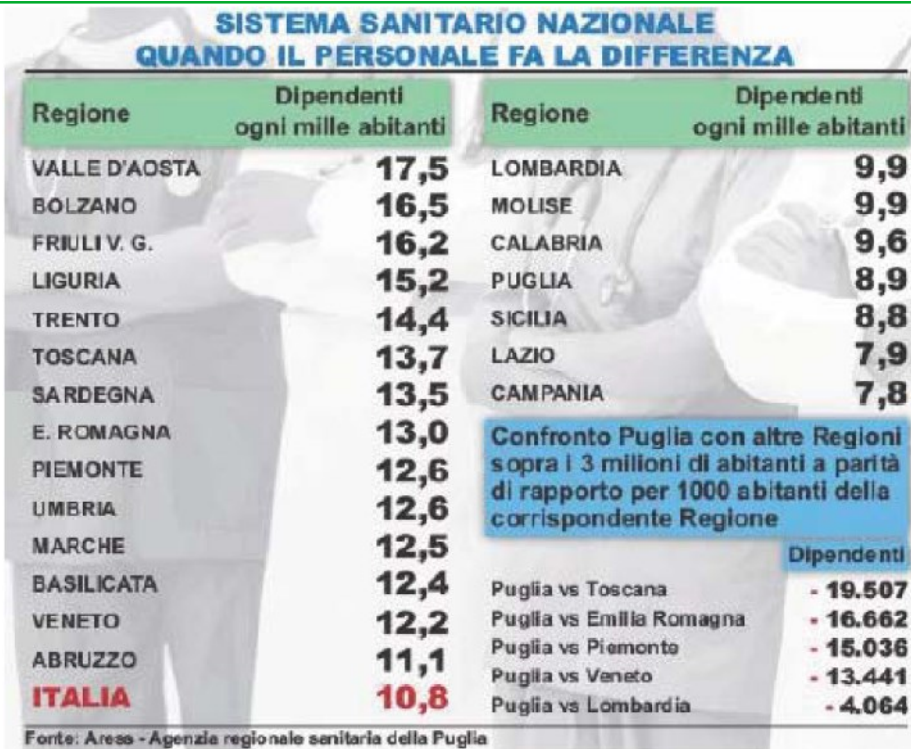 SISTEMA SANITARIO NAZIONALE
QUANDO IL PERSONALE FA LA DIFFERENZA
Regione Dipendenti ogni mille abitanti
VALLE D'AOSTA 17,5
BOLZANO 16,5
FRIULI V. G. 16,2
LIGURIA 15,2
TRENTO 14,4
TOSCANA 13,7
SARDEGNA 13,5
E. ROMAGNA 13,0
PIEMONTE 12,6
UMBRIA 12,6
MARCHE 12,5
BASILICATA 12,4
VENETO 12,2
ABRUZZO 11,1
ITALIA 10,8
Regione Dipendenti ogni mille abitanti
LOMBARDIA 9,9
MOLISE 9,9
CALABRIA 9,6
PUGLIA 8,9
SICILIA 8,8
LAZIO 7,9
CAMPANIA 7,8
Confronto Puglia con altre Regioni
sopra i 3 milioni di abitanti a parità
di rapporto per 1000 abitanti della
corrispondente Regione
Dipendenti
Puglia vs Toscana - 19.507
Puglia vs Emilia Romagna - 16.662
Puglia vs Piemonte - 15.036
Puglia vs Veneto - 13.441
Puglia vs Lombardia - 4.064
Fonte: Aress - Agenzia regionale sanitaria della Puglia